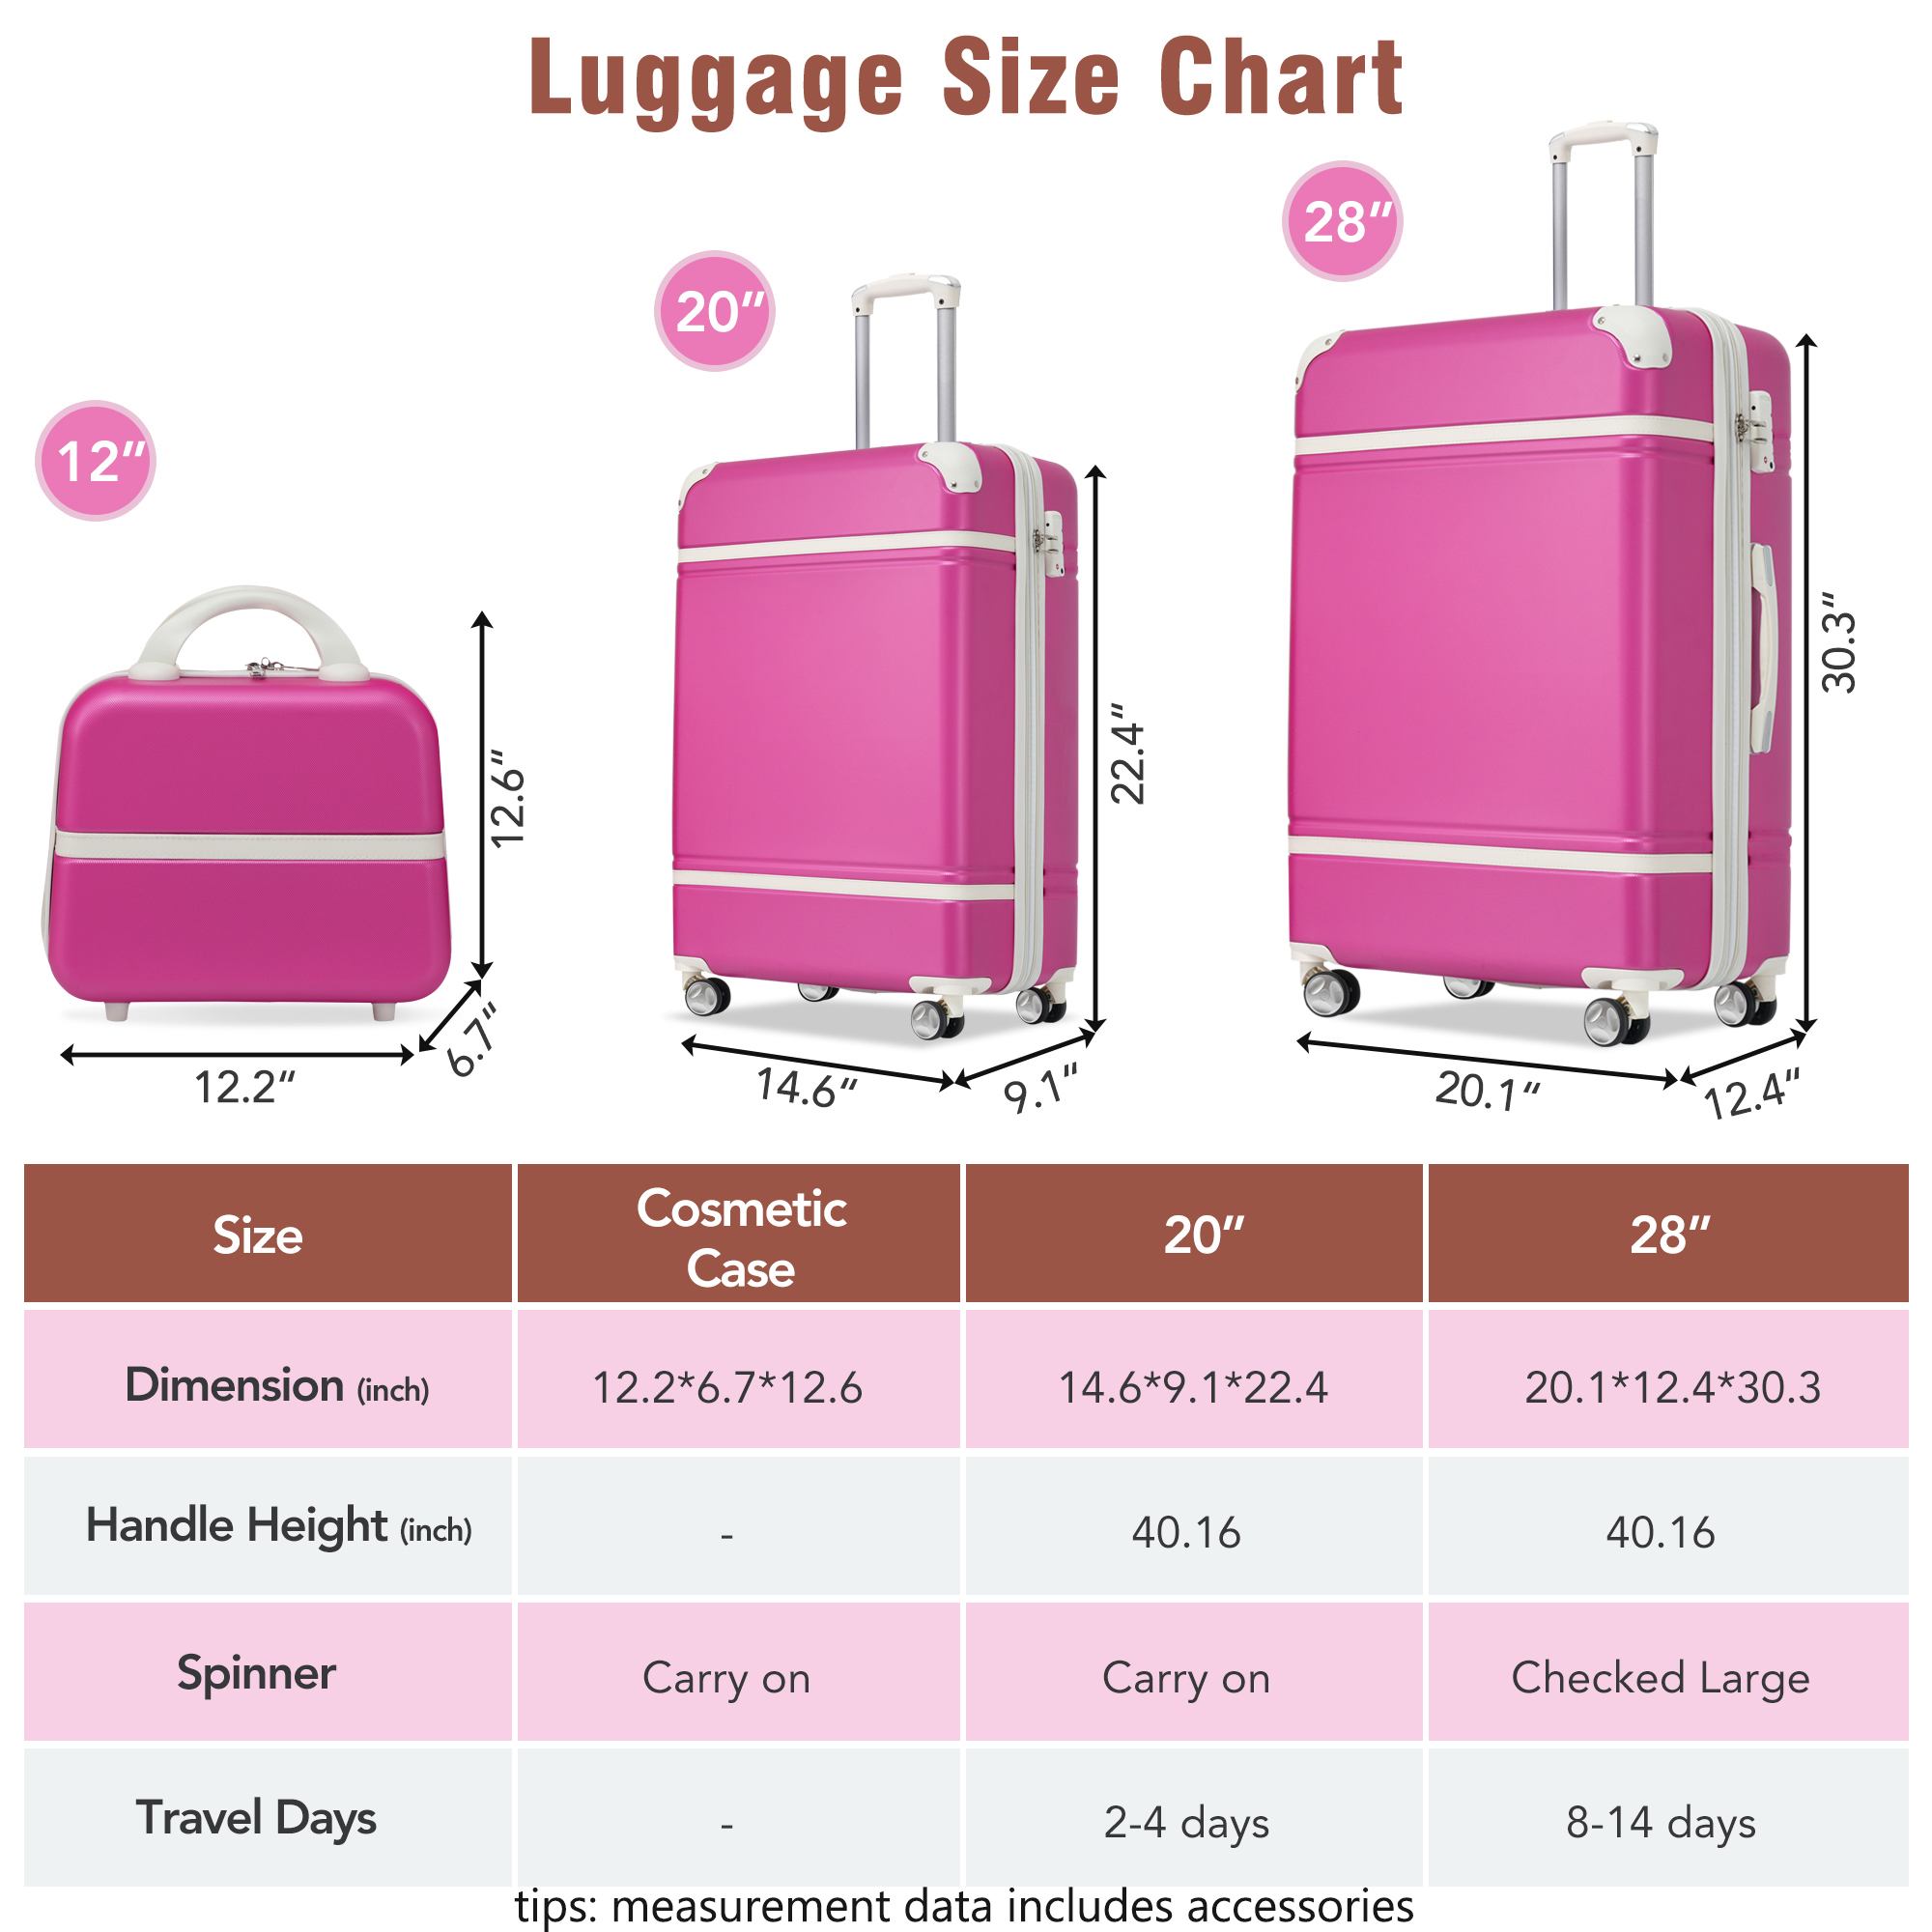 Luggage Size Chart
28"
20"
12"
30.3"
22.4"
12.6"
6.7"
12.2"
14.6"
9.1"
20.1"
12.4"
Size
Cosmetic
Case
20"
28"
Dimension (inch)
12.2*6.7*12.6
14.6*9.1*22.4
20.1*12.4*30.3
Handle Height (inch)
-
40.16
40.16
Spinner
Carry on
Carry on
Checked Large
Travel Days
-
2-4 days
8-14 days
tips: measurement data includes accessories